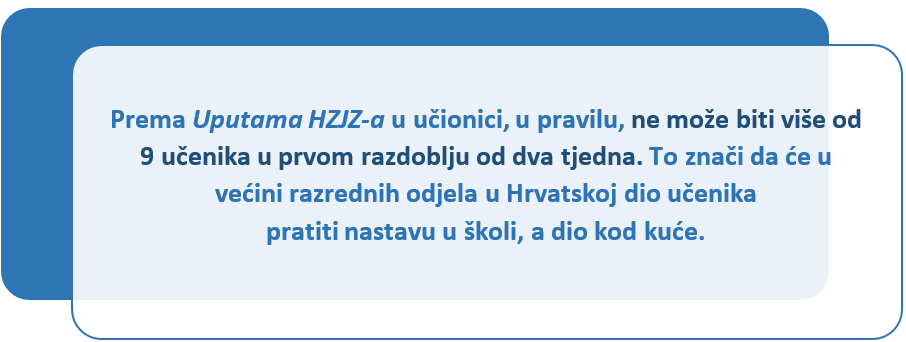 Prema Uputama HZJZ-a u učionici, u pravilu, ne može biti više od
9 učenika u prvom razdoblju od dva tjedna. To znači da će u
većini razrednih odjela u Hrvatskoj dio učenika
pratiti nastavu u školi, a dio kod kuće.